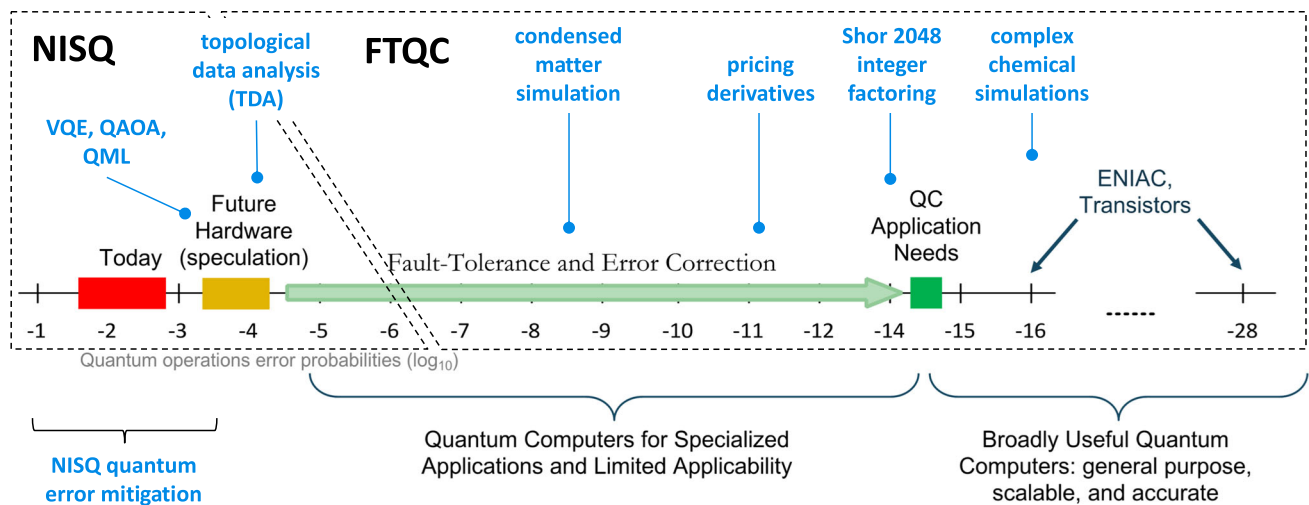 NISQ
topological
data analysis
(TDA)
FTQC
condensed
matter
simulation
pricing
derivatives
Shor 2048
integer
factoring
complex
chemical
simulations
VQE, QAOA,
QML
Future
Hardware
(speculation)
Today
Fault-Tolerance and Error Correction
QC
Application
Needs
ENIAC,
Transistors
-1 -2 -3 -4 -5 -6 -7 -8 -9 -10 -11 -12 -14 -15 -16 ...... -28
Quantum operations error probabilities (log10)
NISQ quantum
error mitigation
Quantum Computers for Specialized
Applications and Limited Applicability
Broadly Useful Quantum
Computers: general purpose,
scalable, and accurate